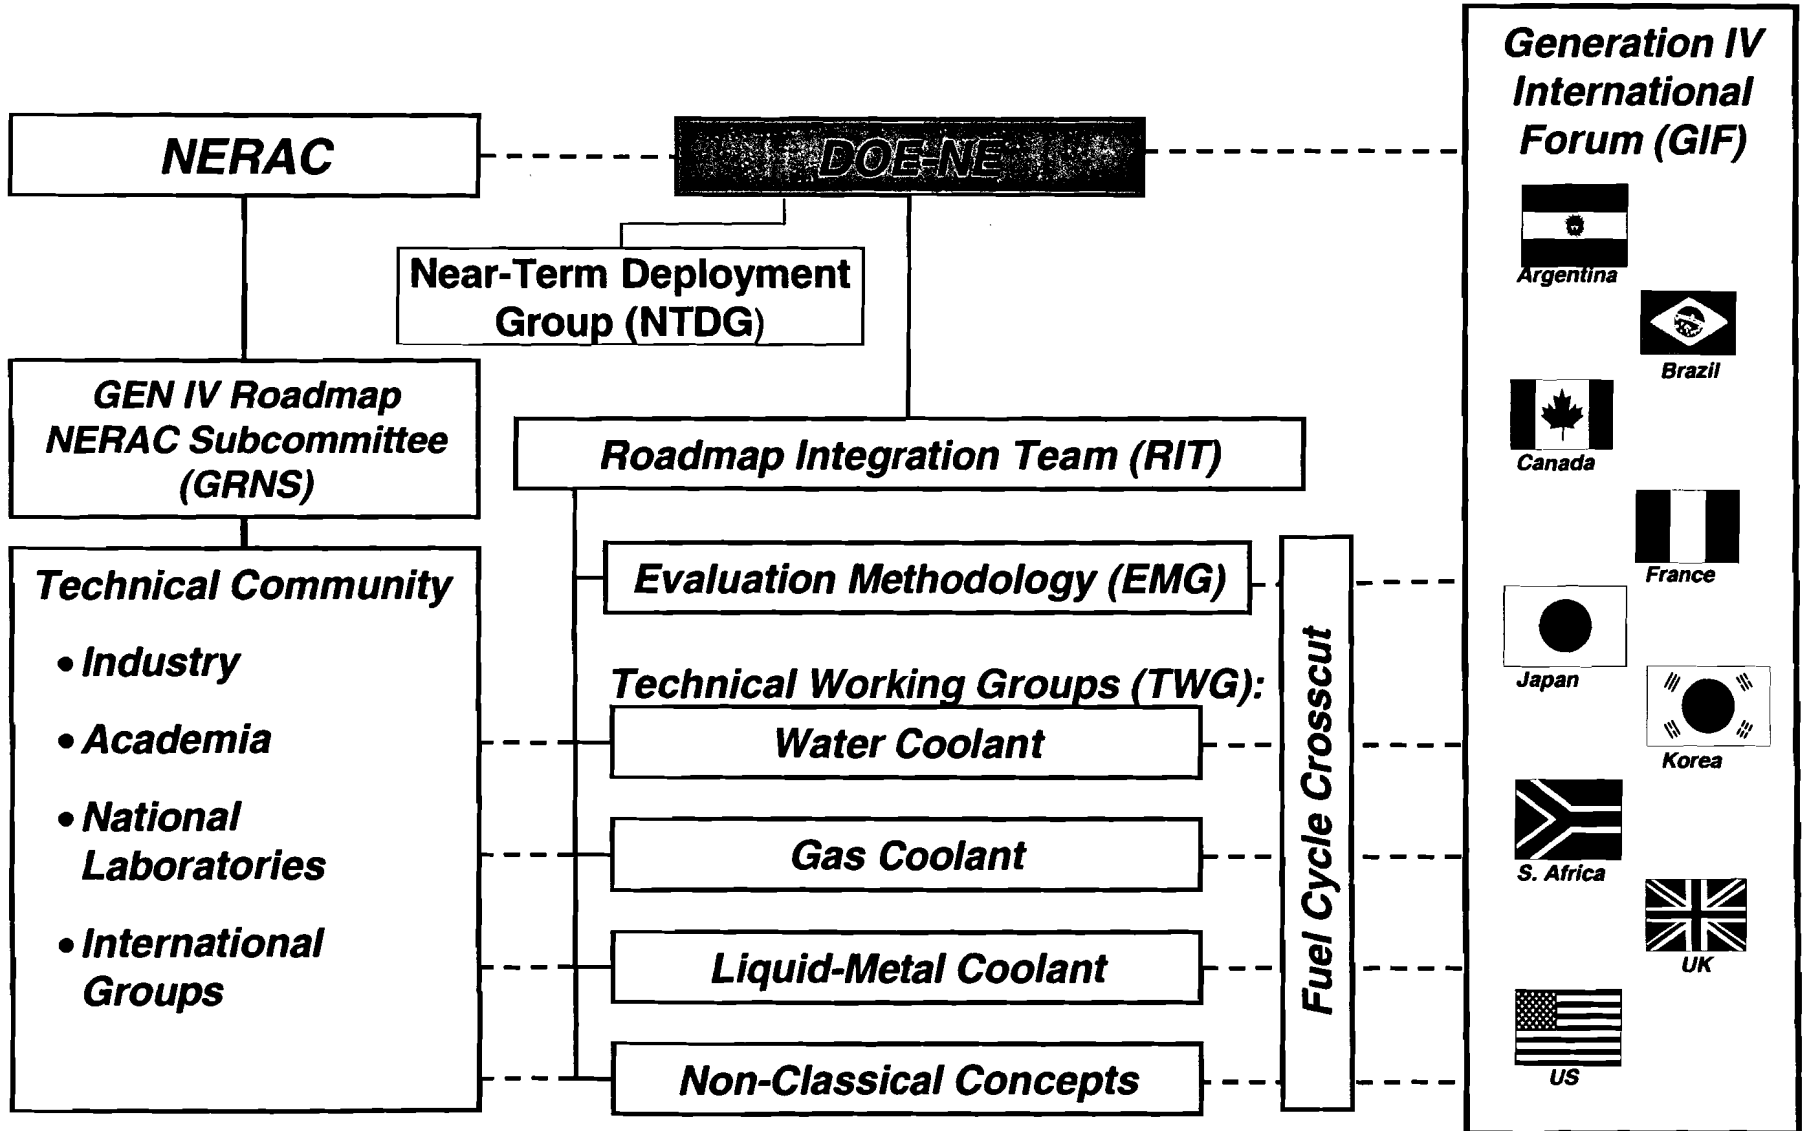 NERAC
DOE-NE
Near-Term Deployment
Group (NTDG)
GEN IV Roadmap
NERAC Subcommittee
(GRNS)
Technical Community
• Industry
• Academia
• National
Laboratories
• International
Groups
Roadmap Integration Team (RIT)
Evaluation Methodology (EMG)
Technical Working Groups (TWG):
Water Coolant
Gas Coolant
Liquid-Metal Coolant
Non-Classical Concepts
Fuel Cycle Crosscut
Generation IV
International
Forum (GIF)
Argentina
Brazil
Canada
France
Japan
Korea
S. Africa
UK
US